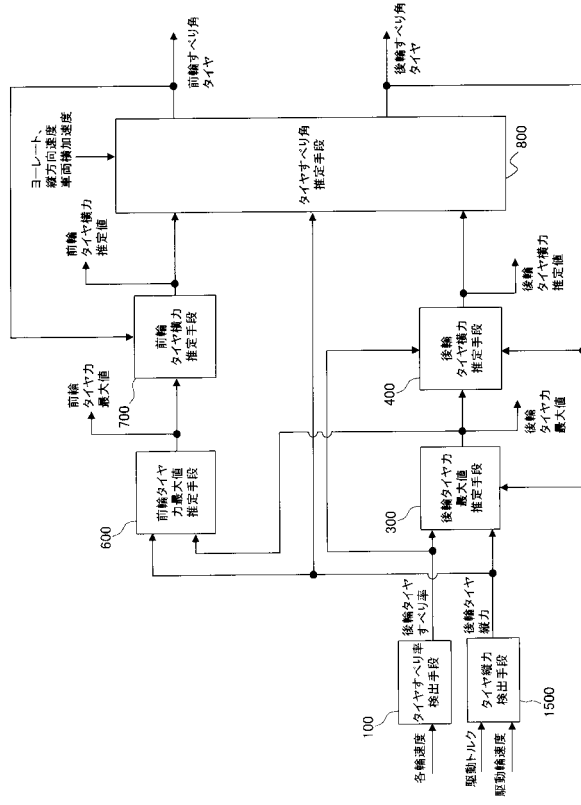 各輪速度
タイヤすべり率
検出手段
100
駆動トルク
駆動輪速度
タイヤ縦力
検出手段
1500
後輪タイヤ
すべり率
後輪タイヤ
縦力
前輪タイヤ
力最大値
推定手段
600
後輪タイヤ力
最大値
推定手段
300
前輪
タイヤ力
最大値
後輪
タイヤ力
最大値
前輪
タイヤ横力
推定手段
700
後輪
タイヤ横力
推定手段
400
前輪
タイヤ横力
推定値
後輪
タイヤ横力
推定値
ヨーレート、
縦方向速度
車両横加速度
タイヤすべり角
推定手段
800
前輪すべり角
タイヤ
後輪すべり角
タイヤ